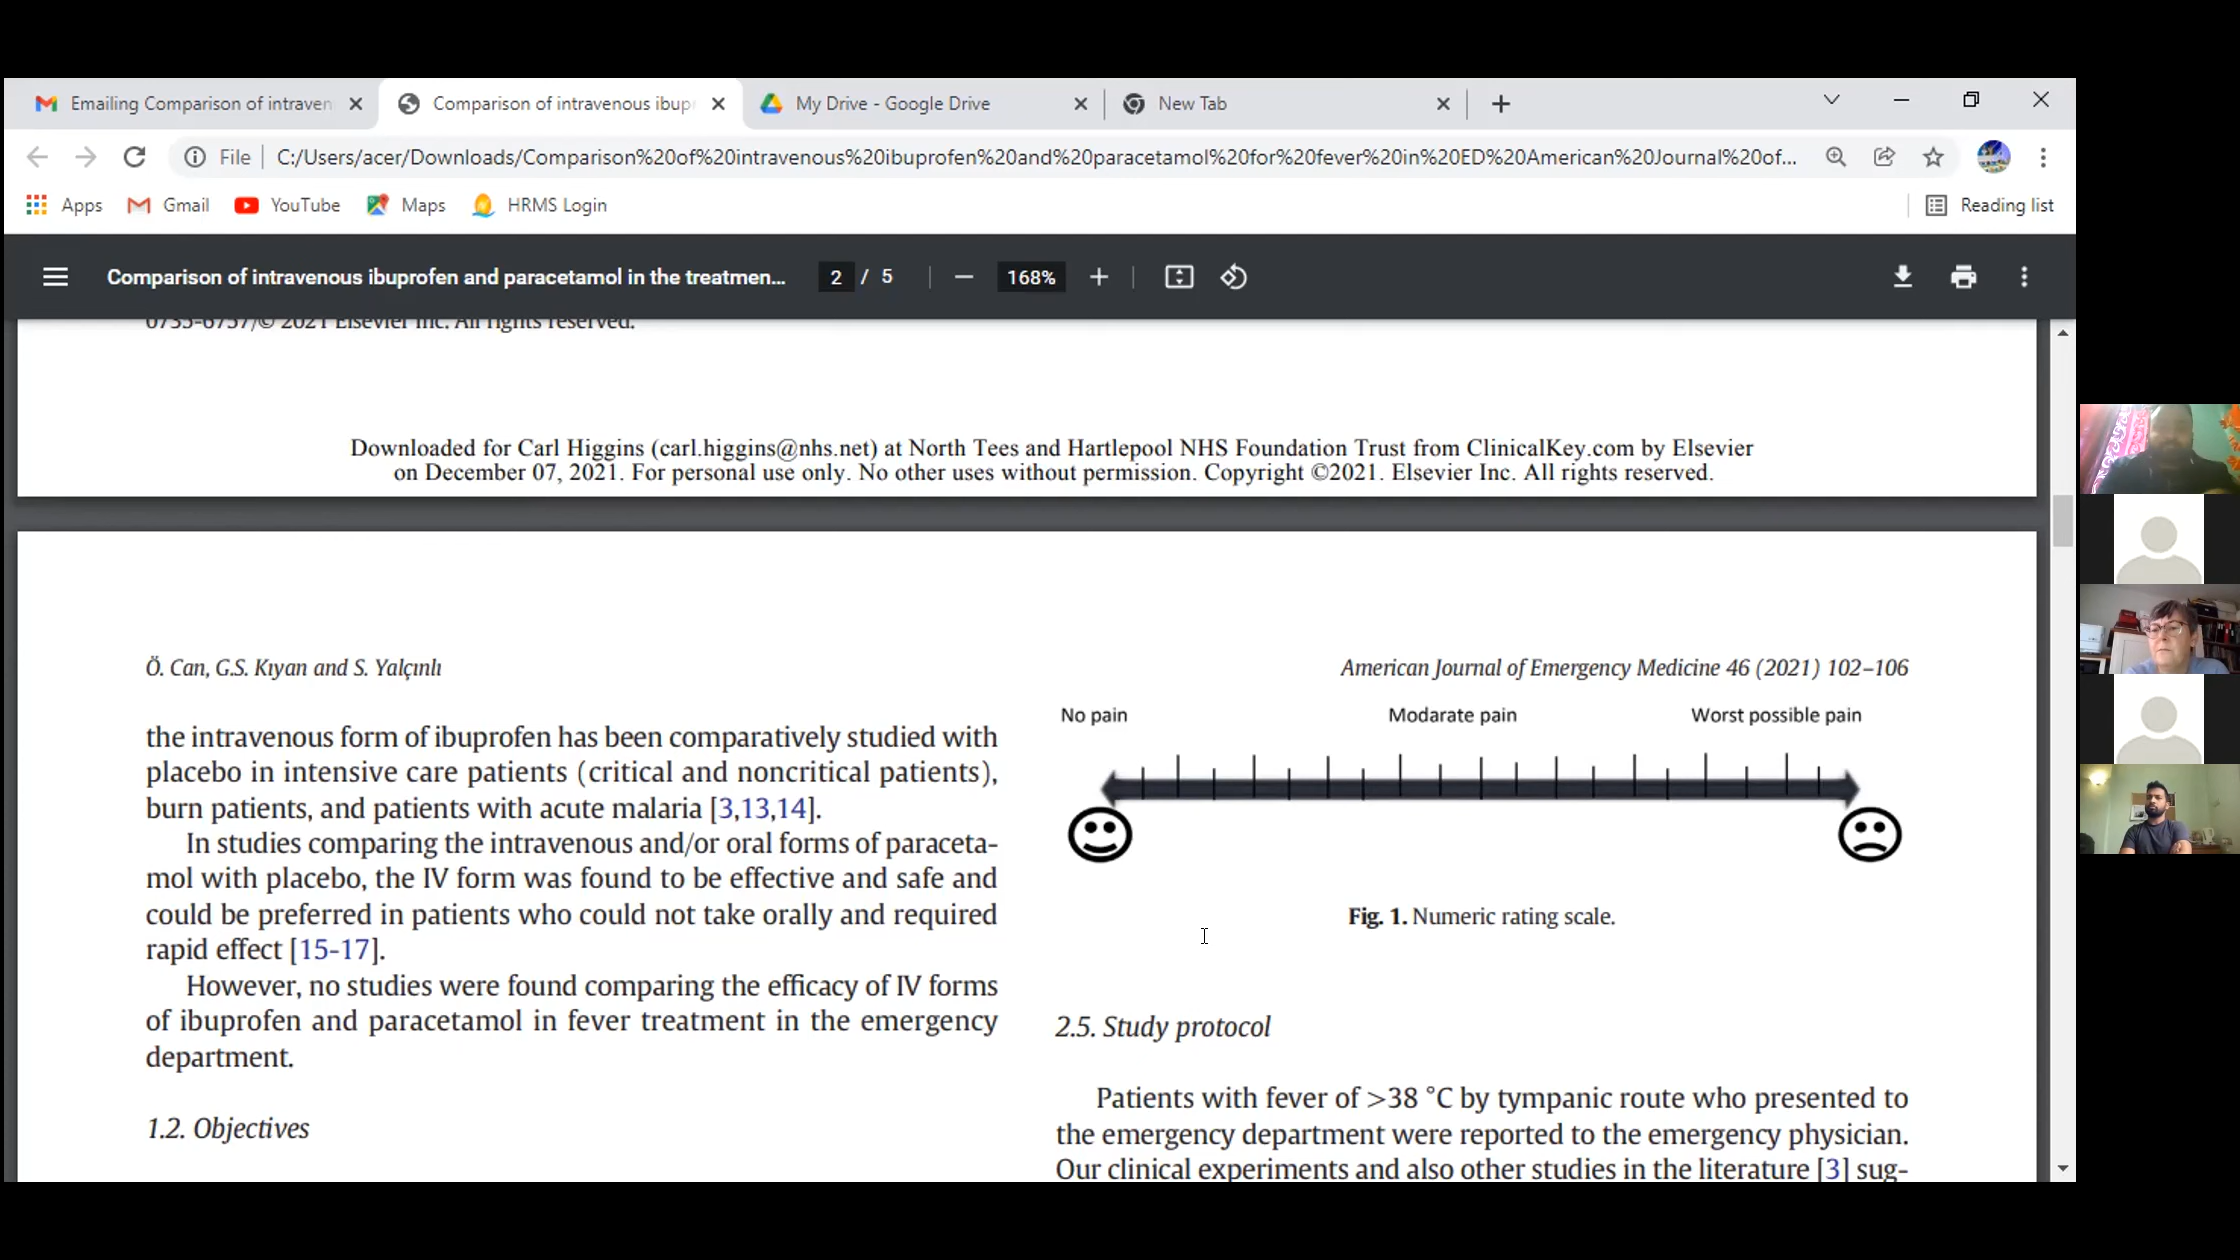 Emailing Comparison of intraven
Comparison of intravenous ibup
My Drive - Google Drive
New Tab
File
C:/Users/acer/Downloads/Comparison%20of%20intravenous%20ibuprofen%20and%20paracetamol%20for%20fever%20in%20ED%20American%20Journal%20of...
Apps
Gmail
YouTube
Maps
HRMS Login
Reading list
Comparison of intravenous ibuprofen and paracetamol in the treatmen...
2 / 5
168%
0735-6757/© 2021 Elsevier Inc. All rights reserved.
Downloaded for Carl Higgins (carl.higgins@nhs.net) at North Tees and Hartlepool NHS Foundation Trust from ClinicalKey.com by Elsevier
on December 07, 2021. For personal use only. No other uses without permission. Copyright ©2021. Elsevier Inc. All rights reserved.
Ö. Can, G.S. Kıyan and S. Yalçınlı
American Journal of Emergency Medicine 46 (2021) 102–106
the intravenous form of ibuprofen has been comparatively studied with
placebo in intensive care patients (critical and noncritical patients),
burn patients, and patients with acute malaria [3,13,14].
In studies comparing the intravenous and/or oral forms of paraceta-
mol with placebo, the IV form was found to be effective and safe and
could be preferred in patients who could not take orally and required
rapid effect [15-17].
However, no studies were found comparing the efficacy of IV forms
of ibuprofen and paracetamol in fever treatment in the emergency
department.
1.2. Objectives
No pain
Modarate pain
Worst possible pain
Fig. 1. Numeric rating scale.
2.5. Study protocol
Patients with fever of >38 °C by tympanic route who presented to
the emergency department were reported to the emergency physician.
Our clinical experiments and also other studies in the literature [3] sug-